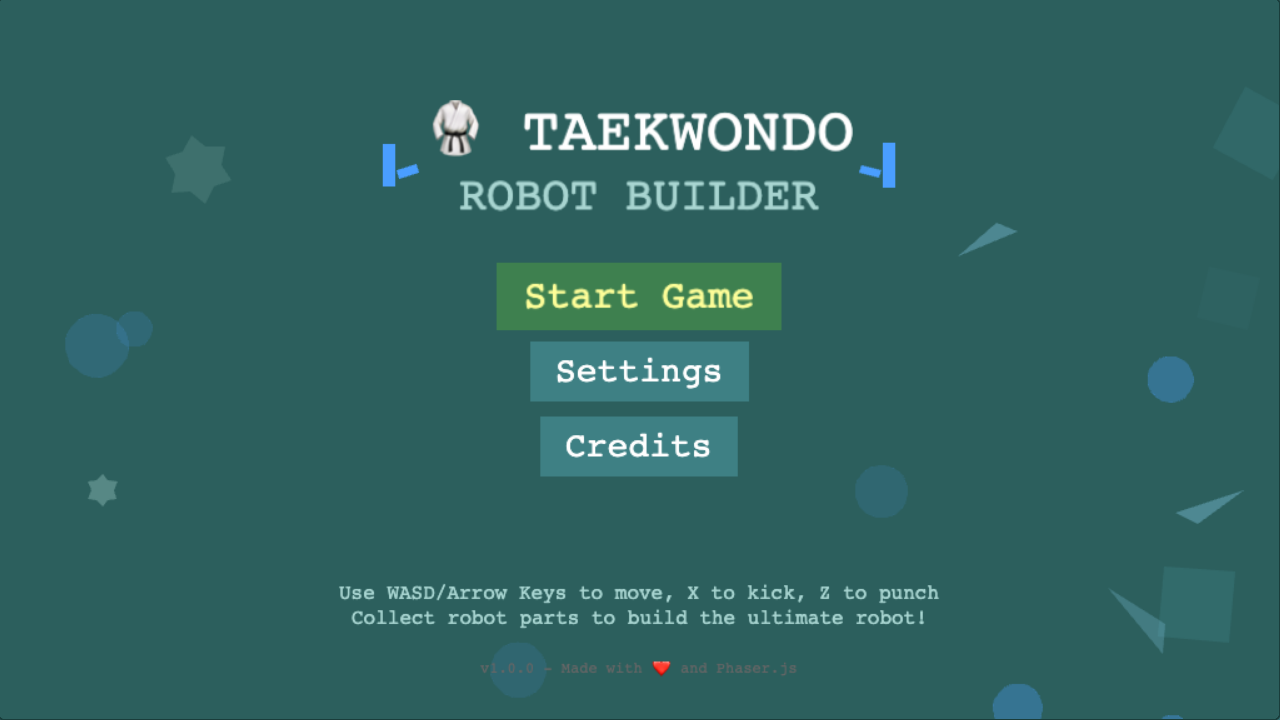 TAEKWONDO
ROBOT BUILDER
Start Game
Settings
Credits
Use WASD/Arrow Keys to move, X to kick, Z to punch
Collect robot parts to build the ultimate robot!
v1.0.0 - Made with ❤️ and Phaser.js